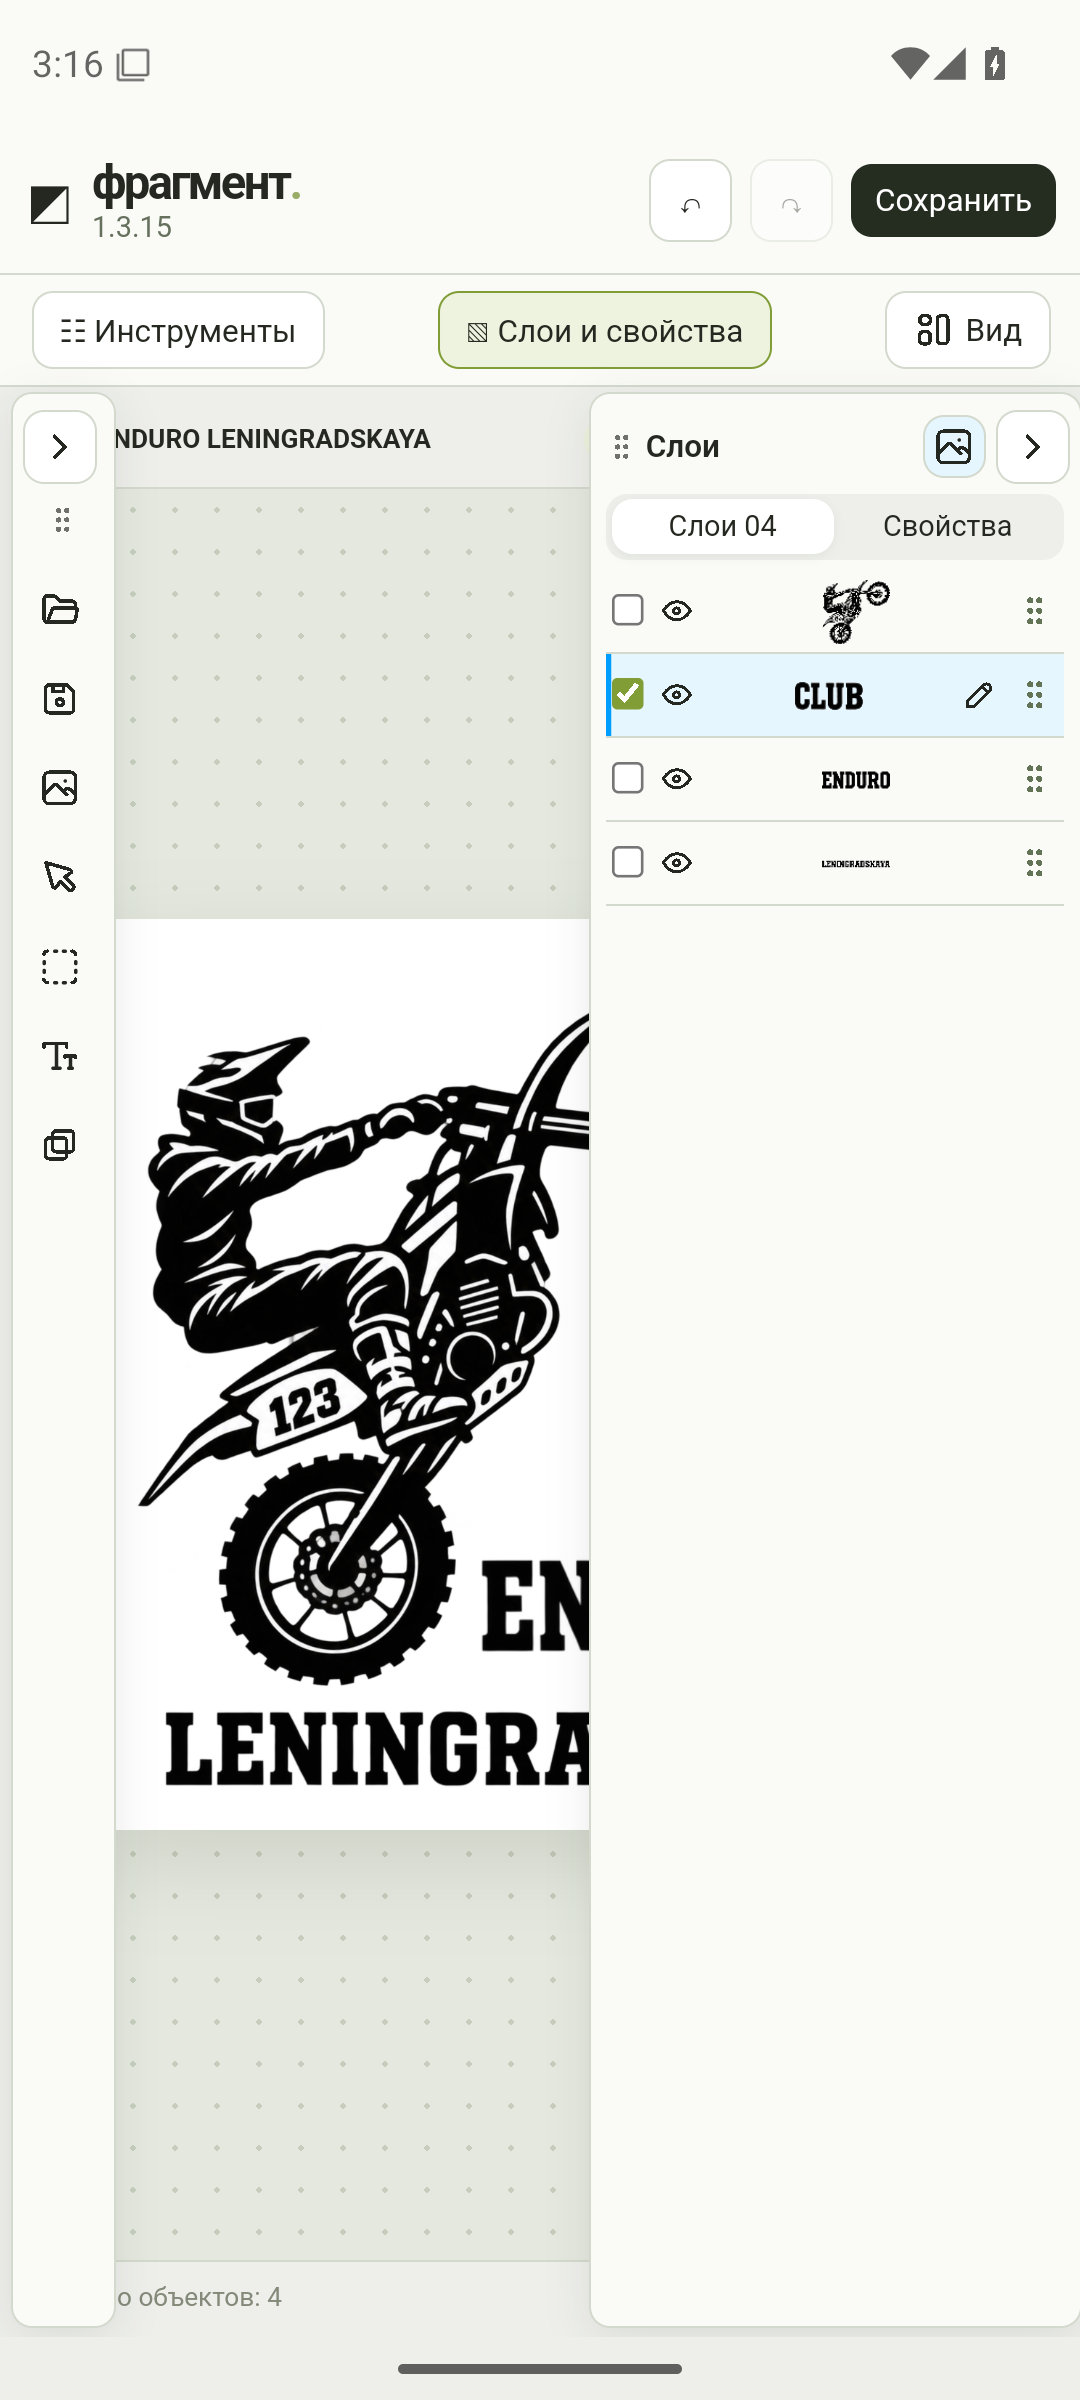 3:16
фрагмент.
1.3.15
Сохранить
Инструменты
Слои и свойства
Вид
NDURO LENINGRADSKAYA
Слои
Слои 04
Свойства
CLUB
ENDURO
LENINGRADSKAYA
123
EN
LENINGRA
о объектов: 4